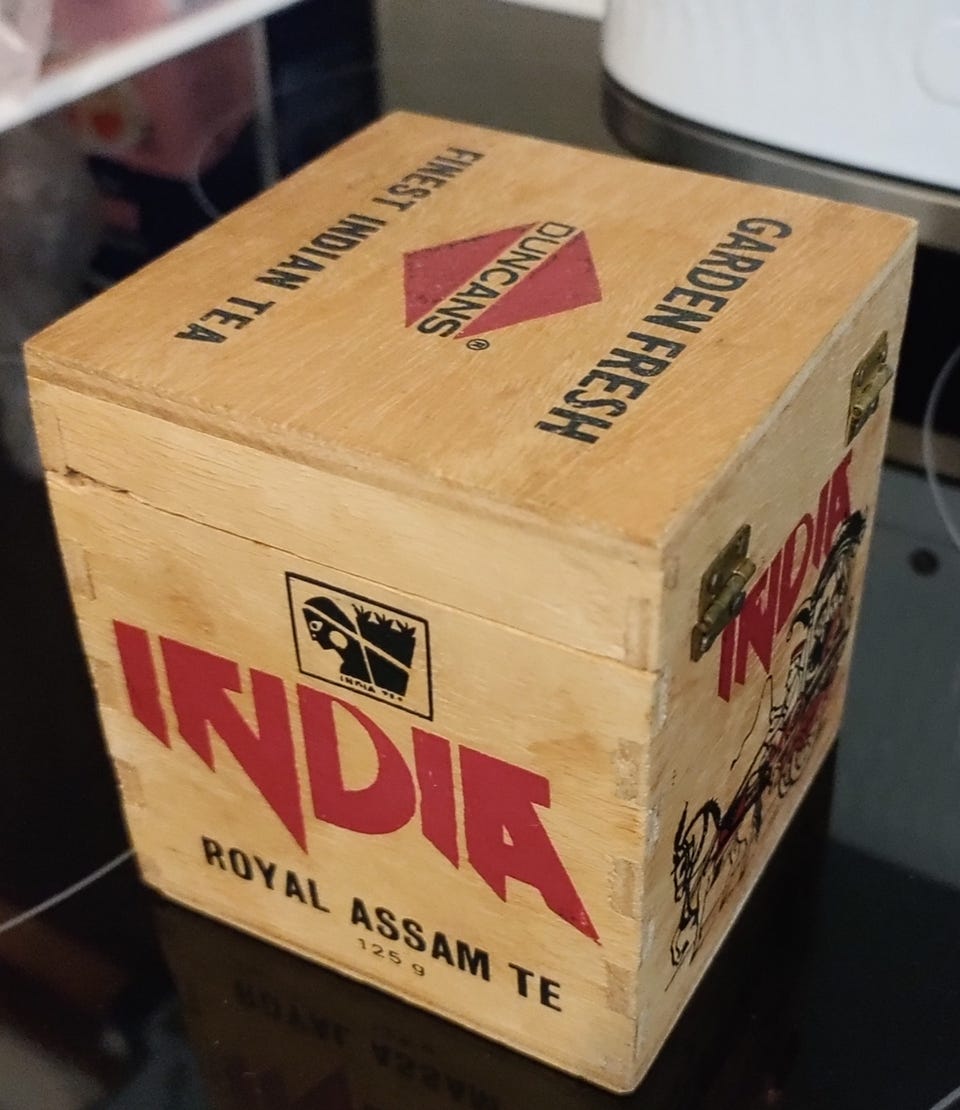 GARDEN FRESH
DUNCANS®
FINEST INDIAN TEA
INDIA TEA
INDIA
ROYAL ASSAM TE
125 g
INDIA